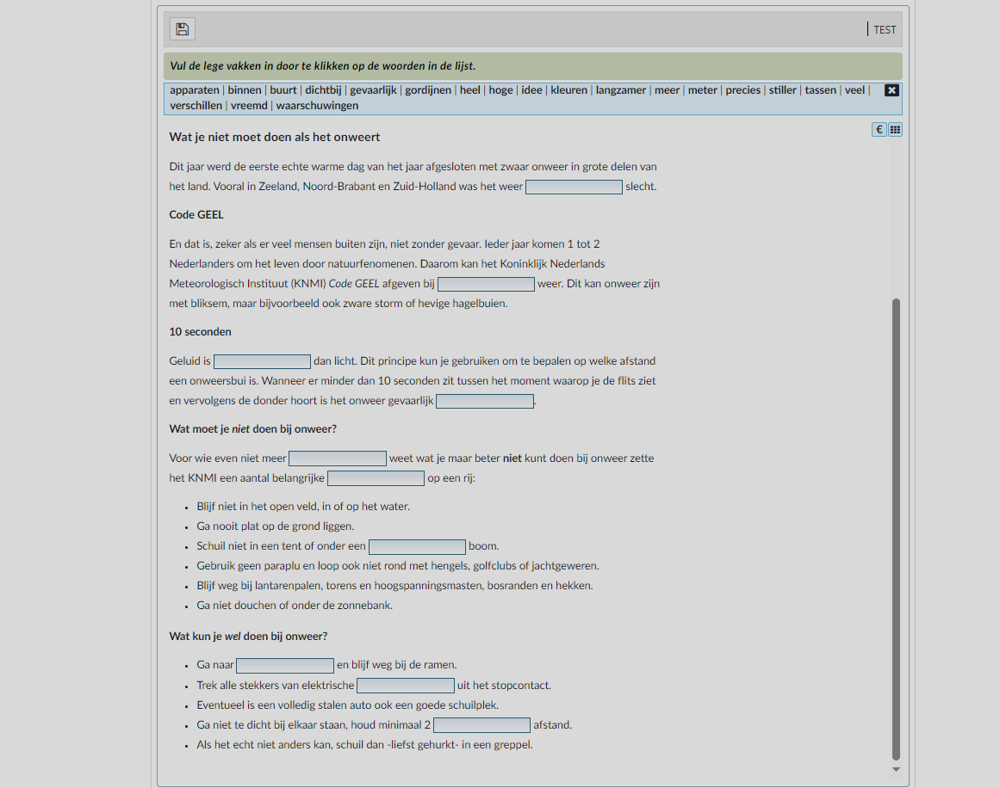 TEST
Vul de lege vakken in door te klikken op de woorden in de lijst.
apparaten | binnen | buurt | dichtbij | gevaarlijk | gordijnen | heel | hoge | idee | kleuren | langzamer | meer | meter | precies | stiller | tassen | veel |
verschillen | vreemd | waarschuwingen
€
Wat je niet moet doen als het onweert
Dit jaar werd de eerste echte warme dag van het jaar afgesloten met zwaar onweer in grote delen van
het land. Vooral in Zeeland, Noord-Brabant en Zuid-Holland was het weer slecht.
Code GEEL
En dat is, zeker als er veel mensen buiten zijn, niet zonder gevaar. Ieder jaar komen 1 tot 2
Nederlanders om het leven door natuurfenomenen. Daarom kan het Koninklijk Nederlands
Meteorologisch Instituut (KNMI) Code GEEL afgeven bij weer. Dit kan onweer zijn
met bliksem, maar bijvoorbeeld ook zware storm of hevige hagelbuien.
10 seconden
Geluid is dan licht. Dit principe kun je gebruiken om te bepalen op welke afstand
een onweersbui is. Wanneer er minder dan 10 seconden zit tussen het moment waarop je de flits ziet
en vervolgens de donder hoort is het onweer gevaarlijk .
Wat moet je niet doen bij onweer?
Voor wie even niet meer weet wat je maar beter niet kunt doen bij onweer zette
het KNMI een aantal belangrijke op een rij:
• Blijf niet in het open veld, in of op het water.
• Ga nooit plat op de grond liggen.
• Schuil niet in een tent of onder een boom.
• Gebruik geen paraplu en loop ook niet rond met hengels, golfclubs of jachtgeweren.
• Blijf weg bij lantarenpalen, torens en hoogspanningsmasten, bosranden en hekken.
• Ga niet douchen of onder de zonnebank.
Wat kun je wel doen bij onweer?
• Ga naar en blijf weg bij de ramen.
• Trek alle stekkers van elektrische uit het stopcontact.
• Eventueel is een volledig stalen auto ook een goede schuilplek.
• Ga niet te dicht bij elkaar staan, houd minimaal 2 afstand.
• Als het echt niet anders kan, schuil dan -liefst gehurkt- in een greppel.